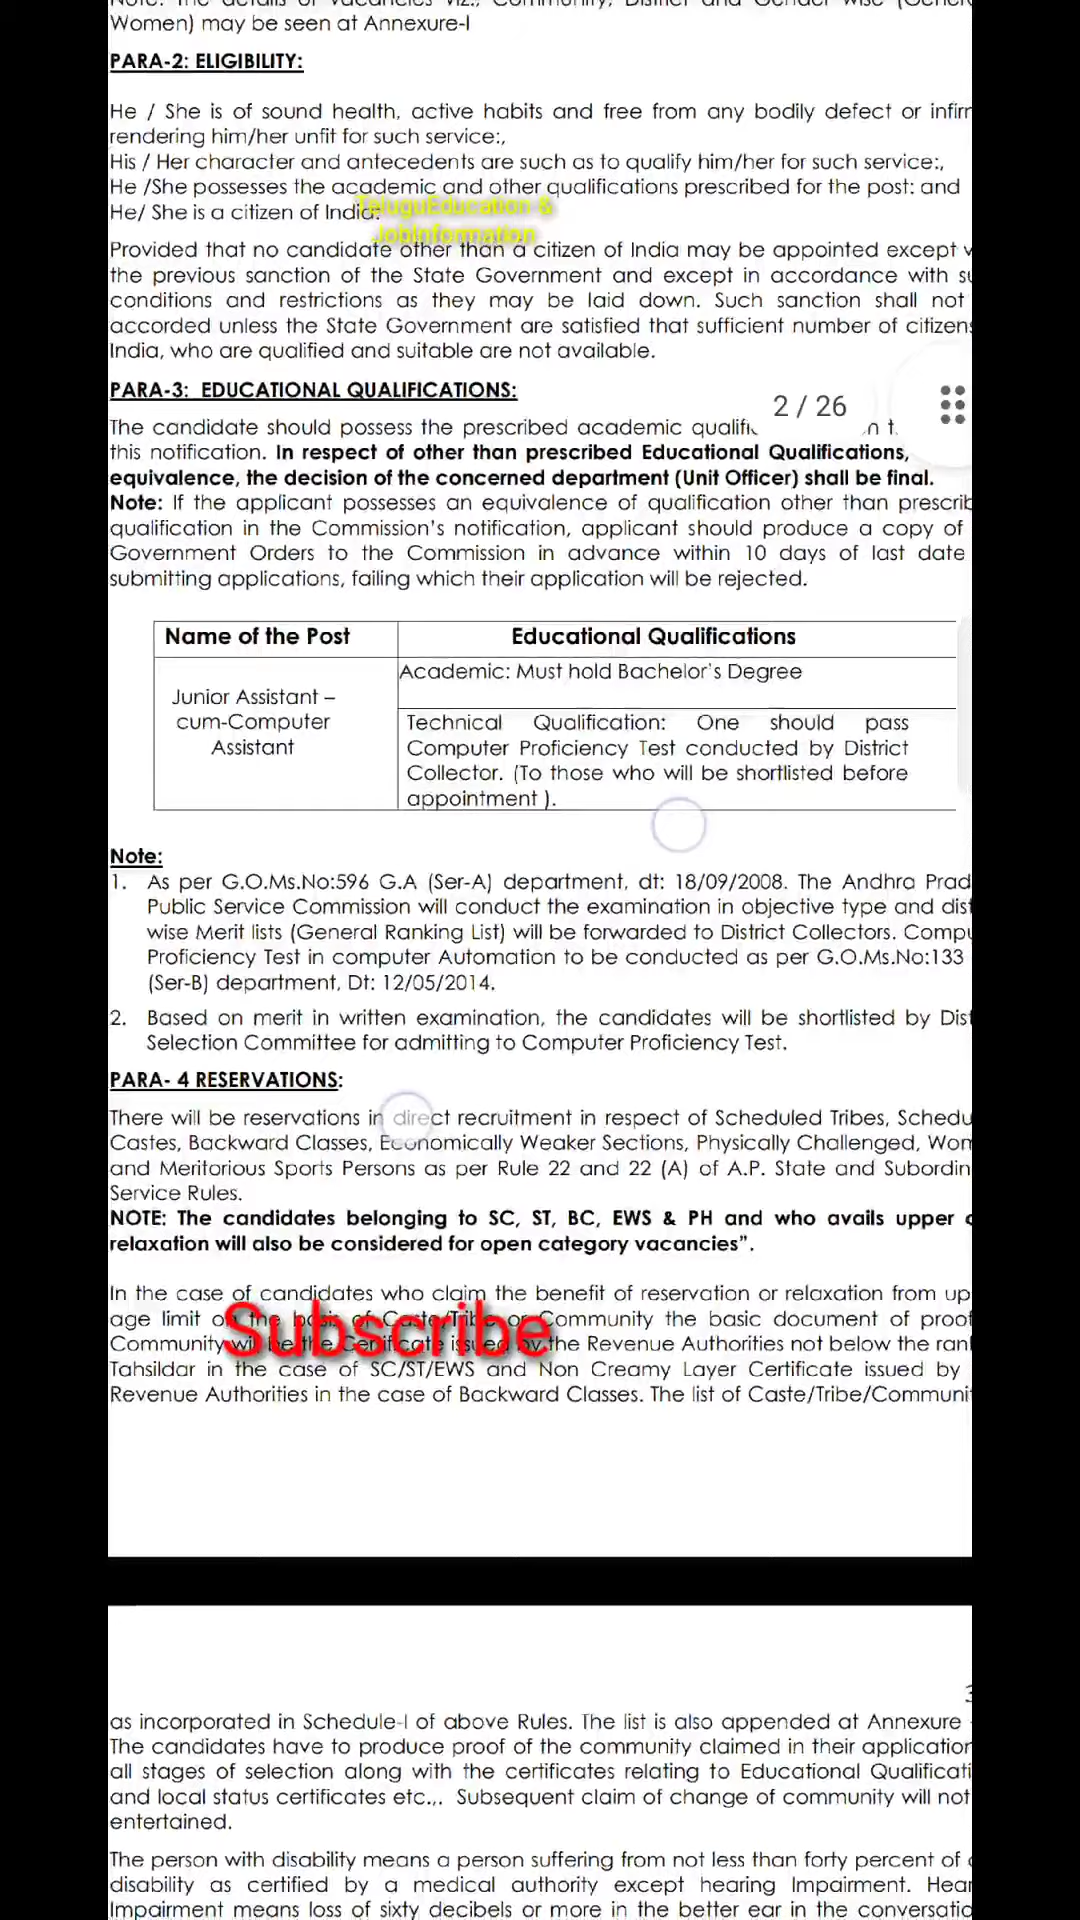 Women) may be seen at Annexure-I
PARA-2: ELIGIBILITY:
He / She is of sound health, active habits and free from any bodily defect or
rendering him/her unfit for such service:,
His / Her character and antecedents are such as to qualify him/her for such service:,
He /She possesses the academic and other qualifications prescribed for the post: and
He/ She is a citizen of India.
TeluguEducation &
JobInformation
Provided that no candidate other than a citizen of India may be appointed except
the previous sanction of the State Government and except in accordance with
conditions and restrictions as they may be laid down. Such sanction shall not
accorded unless the State Government are satisfied that sufficient number of citizens
India, who are qualified and suitable are not available.
PARA-3: EDUCATIONAL QUALIFICATIONS:
2 / 26
The candidate should possess the prescribed academic
this notification. In respect of other than prescribed Educational Qualifications,
equivalence, the decision of the concerned department (Unit Officer) shall be final.
Note: If the applicant possesses an equivalence of qualification other than
qualification in the Commission's notification, applicant should produce a copy of
Government Orders to the Commission in advance within 10 days of last date
submitting applications, failing which their application will be rejected.
Name of the Post Educational Qualifications
Academic: Must hold Bachelor's Degree
Junior Assistant –
cum-Computer
Assistant
Technical Qualification: One should pass
Computer Proficiency Test conducted by District
Collector. (To those who will be shortlisted before
appointment ).
Note:
1. As per G.O.Ms.No:596 G.A (Ser-A) department, dt: 18/09/2008. The Andhra Prad
Public Service Commission will conduct the examination in objective type and
wise Merit lists (General Ranking List) will be forwarded to District Collectors.
Proficiency Test in computer Automation to be conducted as per G.O.Ms.No:133
(Ser-B) department, Dt: 12/05/2014.
2. Based on merit in written examination, the candidates will be shortlisted by
Selection Committee for admitting to Computer Proficiency Test.
PARA- 4 RESERVATIONS:
There will be reservations in direct recruitment in respect of Scheduled Tribes, Schedu
Castes, Backward Classes, Economically Weaker Sections, Physically Challenged,
and Meritorious Sports Persons as per Rule 22 and 22 (A) of A.P. State and Subordin
Service Rules.
NOTE: The candidates belonging to SC, ST, BC, EWS & PH and who avails upper
relaxation will also be considered for open category vacancies".
In the case of candidates who claim the benefit of reservation or relaxation from up
age limit on the basis of Caste/Tribe or Community the basic document of proof
Community will be the Certificate issued by the Revenue Authorities not below the
Subscribe
Tahsildar in the case of SC/ST/EWS and Non Creamy Layer Certificate issued by
Revenue Authorities in the case of Backward Classes. The list of Caste/Tribe/Communi
as incorporated in Schedule-I of above Rules. The list is also appended at Annexure
The candidates have to produce proof of the community claimed in their application
all stages of selection along with the certificates relating to Educational Qualificati
and local status certificates etc.,. Subsequent claim of change of community will not
entertained.
The person with disability means a person suffering from not less than forty percent of
disability as certified by a medical authority except hearing Impairment. Hear
Impairment means loss of sixty decibels or more in the better ear in the